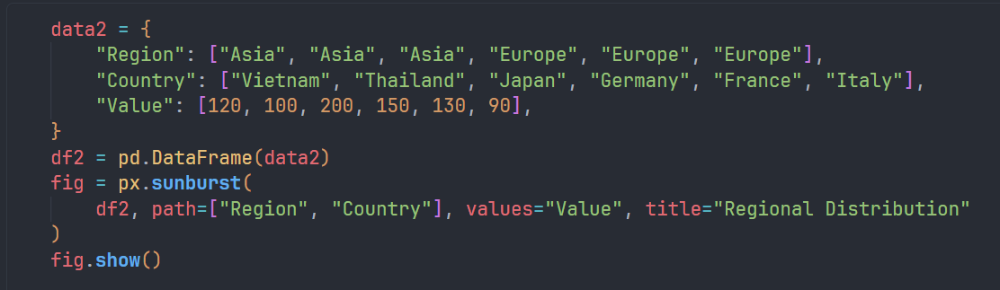 data2 = {
    "Region": ["Asia", "Asia", "Asia", "Europe", "Europe", "Europe"],
    "Country": ["Vietnam", "Thailand", "Japan", "Germany", "France", "Italy"],
    "Value": [120, 100, 200, 150, 130, 90],
}
df2 = pd.DataFrame(data2)
fig = px.sunburst(
    df2, path=["Region", "Country"], values="Value", title="Regional Distribution"
)
fig.show()